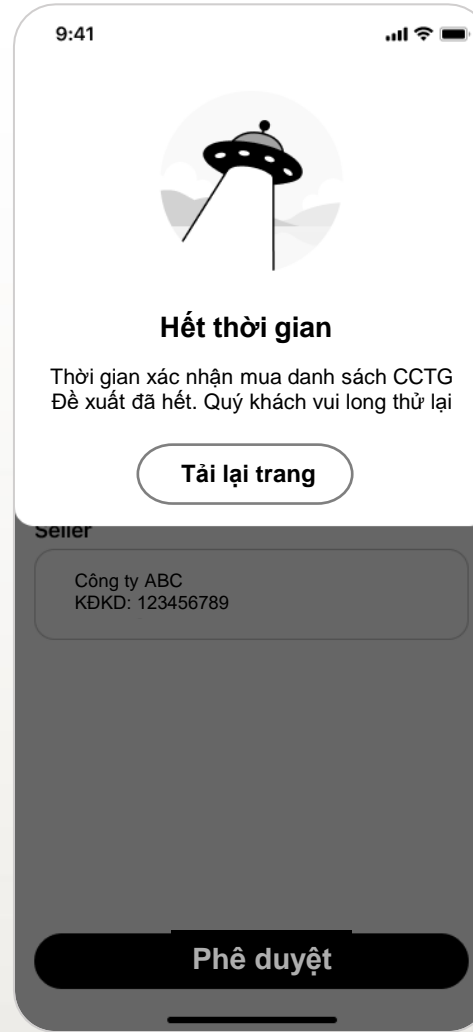 9:41
Hết thời gian
Thời gian xác nhận mua danh sách CCTG
Đề xuất đã hết. Quý khách vui long thử lại
Tải lại trang
Seller
Công ty ABC
KĐKD: 123456789
Phê duyệt